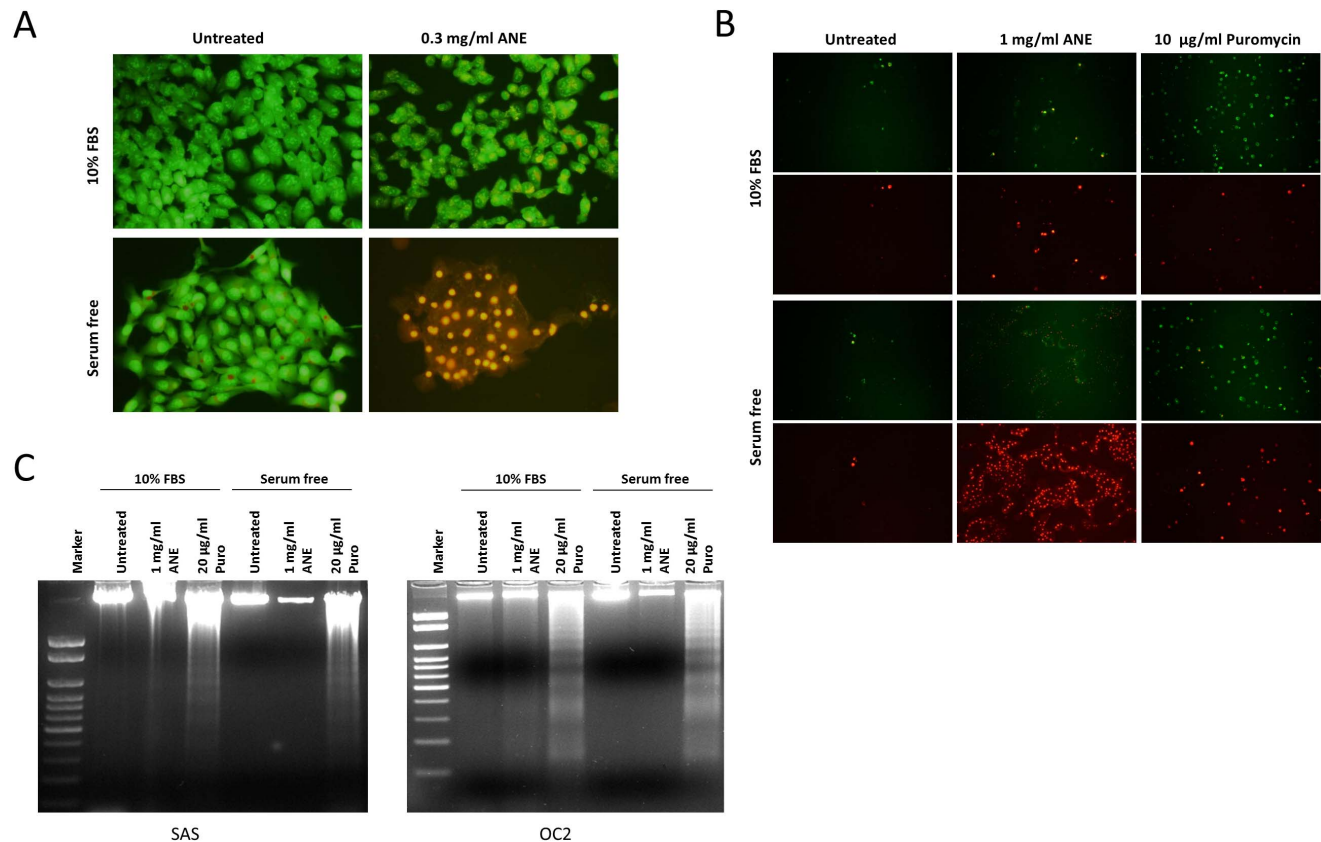 A
Untreated
0.3 mg/ml ANE
10% FBS
Serum free
B
Untreated
1 mg/ml ANE
10 µg/ml Puromycin
10% FBS
Serum free
C
10% FBS
Serum free
Marker
Untreated
1 mg/ml
ANE
20 µg/ml
Puro
Untreated
1 mg/ml
ANE
20 µg/ml
Puro
SAS
10% FBS
Serum free
Marker
Untreated
1 mg/ml
ANE
20 µg/ml
Puro
Untreated
1 mg/ml
ANE
20 µg/ml
Puro
OC2